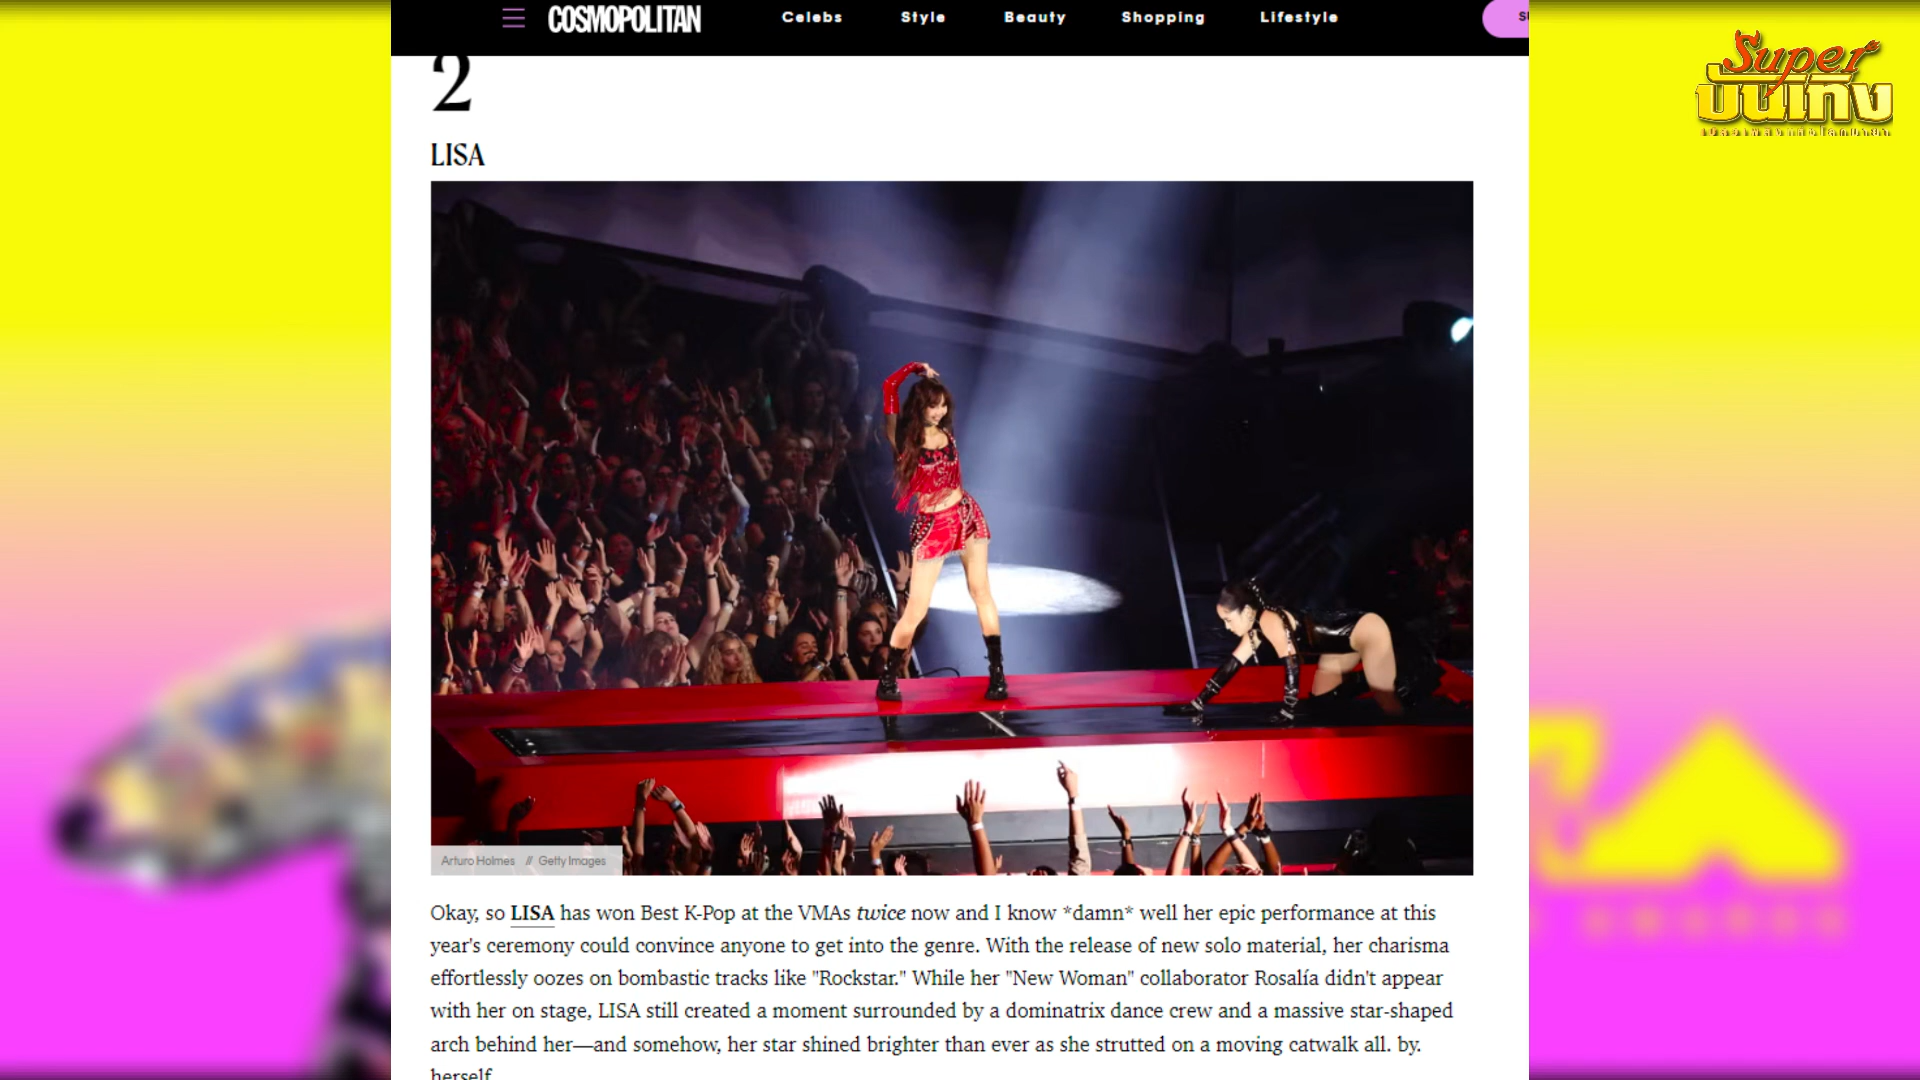 COSMOPOLITAN
Celebs
Style
Beauty
Shopping
Lifestyle
Super
บันเทิง
2
LISA
Arturo Holmes // Getty Images
Okay, so LISA has won Best K-Pop at the VMAs twice now and I know *damn* well her epic performance at this
year's ceremony could convince anyone to get into the genre. With the release of new solo material, her charisma
effortlessly oozes on bombastic tracks like "Rockstar." While her "New Woman" collaborator Rosalía didn't appear
with her on stage, LISA still created a moment surrounded by a dominatrix dance crew and a massive star-shaped
arch behind her—and somehow, her star shined brighter than ever as she strutted on a moving catwalk all. by.
herself.